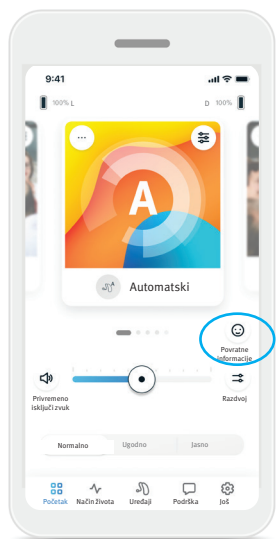 9:41
100% L
D 100%
A
Automatski
Povratne
informacije
Privremeno
isključi zvuk
Razdvoj
Normalno
Ugodno
Jasno
Početak
Način života
Uređaji
Podrška
Još